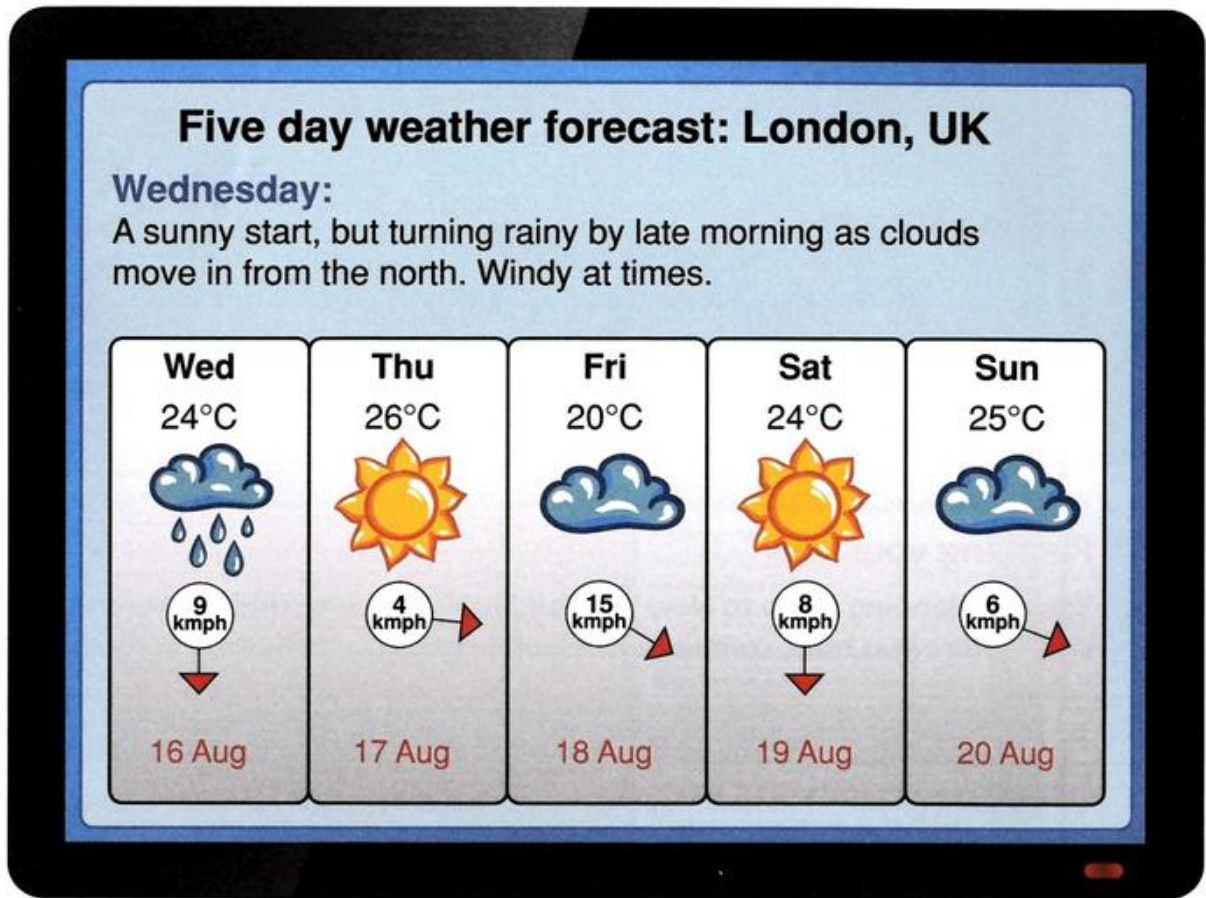 Five day weather forecast: London, UK
Wednesday:
A sunny start, but turning rainy by late morning as clouds
move in from the north. Windy at times.
Wed
24°C
9
kmph
16 Aug
Thu
26°C
4
kmph
17 Aug
Fri
20°C
15
kmph
18 Aug
Sat
24°C
8
kmph
19 Aug
Sun
25°C
6
kmph
20 Aug